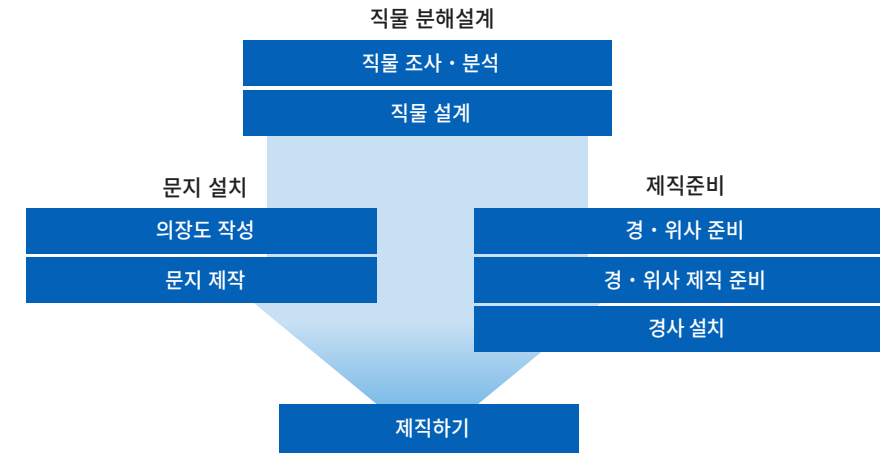 직물 분해설계
직물 조사·분석
직물 설계
문지 설치
의장도 작성
문지 제작
제직준비
경·위사 준비
경·위사 제직 준비
경사 설치
제직하기